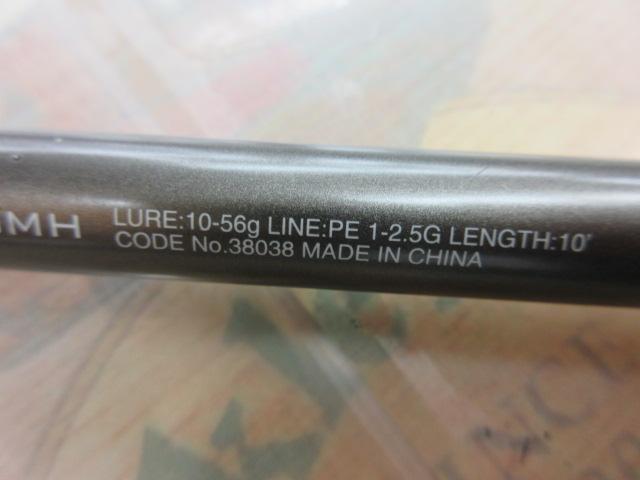 MH
LURE:10-56g LINE:PE 1-2.5G LENGTH:10'
CODE No.38038 MADE IN CHINA